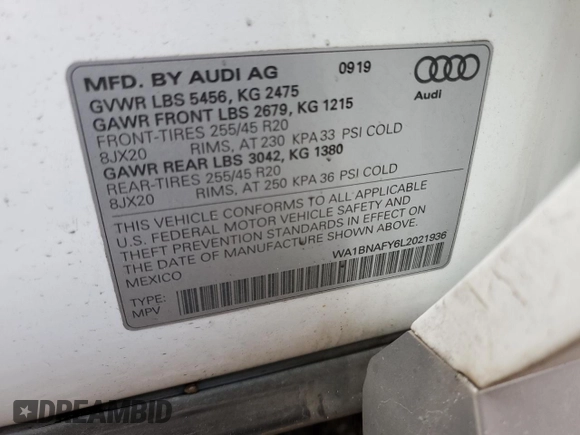 MFD. BY AUDI AG 09 19
Audi
GVWR LBS 5456, KG 2475
GAWR FRONT LBS 2679, KG 1215
FRONT-TIRES 255/45 R20
8JX20 RIMS, AT 230 KPA 33 PSI COLD
GAWR REAR LBS 3042, KG 1380
REAR-TIRES 255/45 R20
8JX20 RIMS, AT 250 KPA 36 PSI COLD
THIS VEHICLE CONFORMS TO ALL APPLICABLE
U.S. FEDERAL MOTOR VEHICLE SAFETY AND
THEFT PREVENTION STANDARDS IN EFFECT ON
THE DATE OF MANUFACTURE SHOWN ABOVE.
MEXICO
WA1BNAFY6L2021936
TYPE:
MPV
DREAMBID